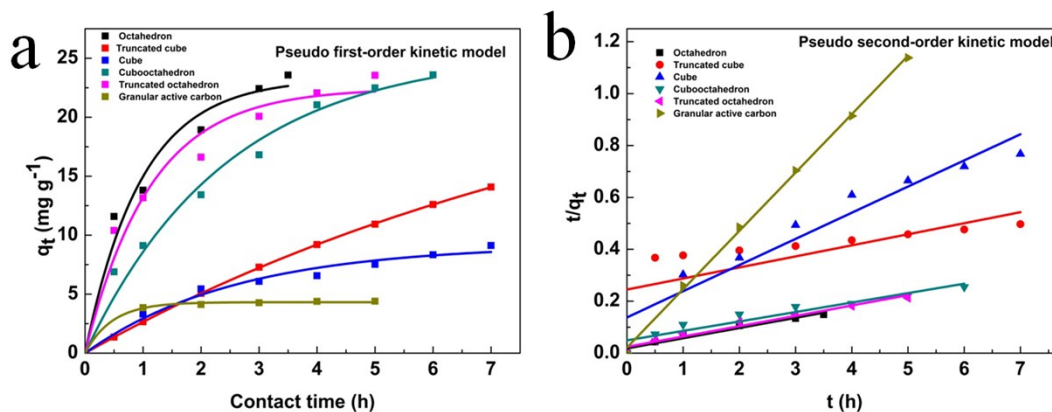 a
Octahedron
Truncated cube
Cube
Cubooctahedron
Truncated octahedron
Granular active carbon
Pseudo first-order kinetic model
25
20
15
10
5
0
qt (mg g-1)
0 1 2 3 4 5 6 7
Contact time (h)
b
Pseudo second-order kinetic model
Octahedron
Truncated cube
Cube
Cubooctahedron
Truncated octahedron
Granular active carbon
1.2
1.0
0.8
0.6
0.4
0.2
0.0
t/qt
0 1 2 3 4 5 6 7
t (h)